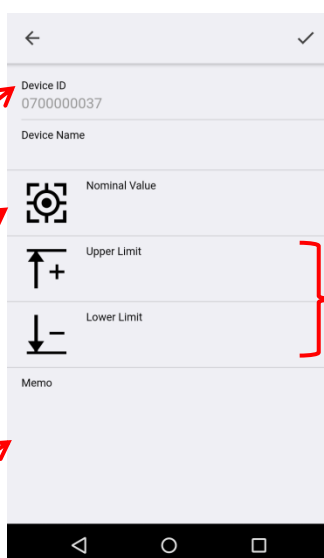 Device ID
0700000037
Device Name
Nominal Value
Upper Limit
Lower Limit
Memo